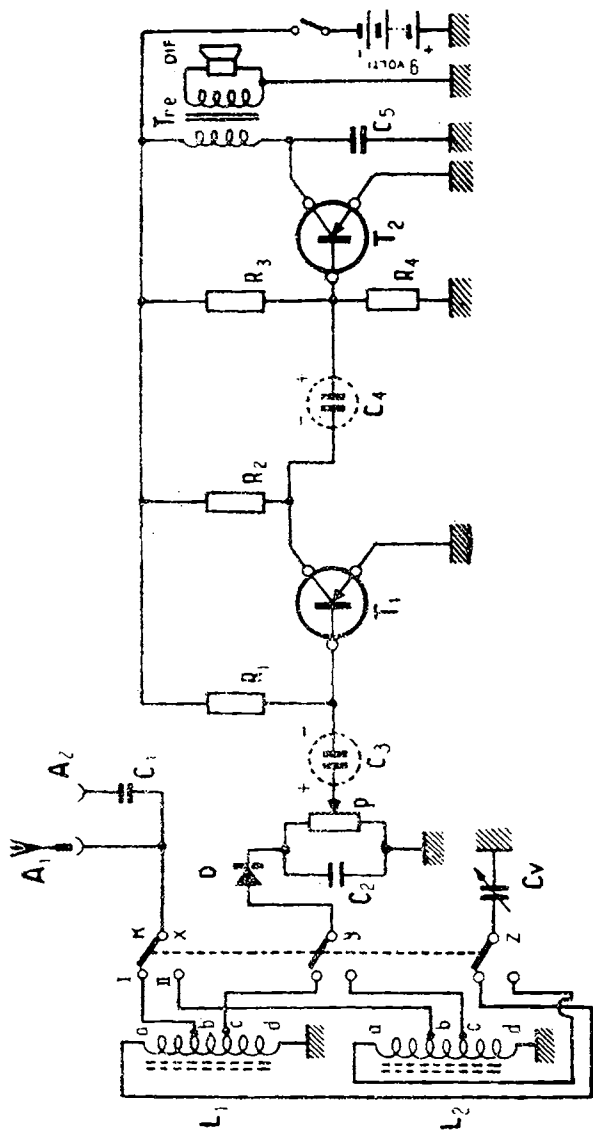 A1
A2
C1
K
I
X
II
a
b
c
d
L1
D
y
C2
P
+
-
C3
R1
T1
R2
-
+
C4
R3
R4
T2
Tre
DIF
C5
-
+
9 VOLTI
a
b
c
d
L2
Z
CV